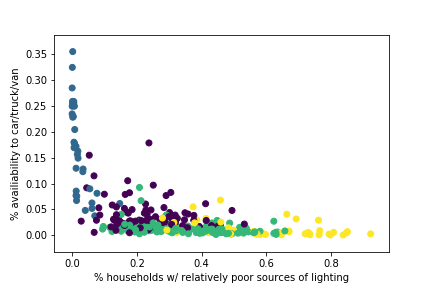 0.35
0.30
0.25
0.20
0.15
0.10
0.05
0.00
% availiability to car/truck/van
0.0 0.2 0.4 0.6 0.8
% households w/ relatively poor sources of lighting